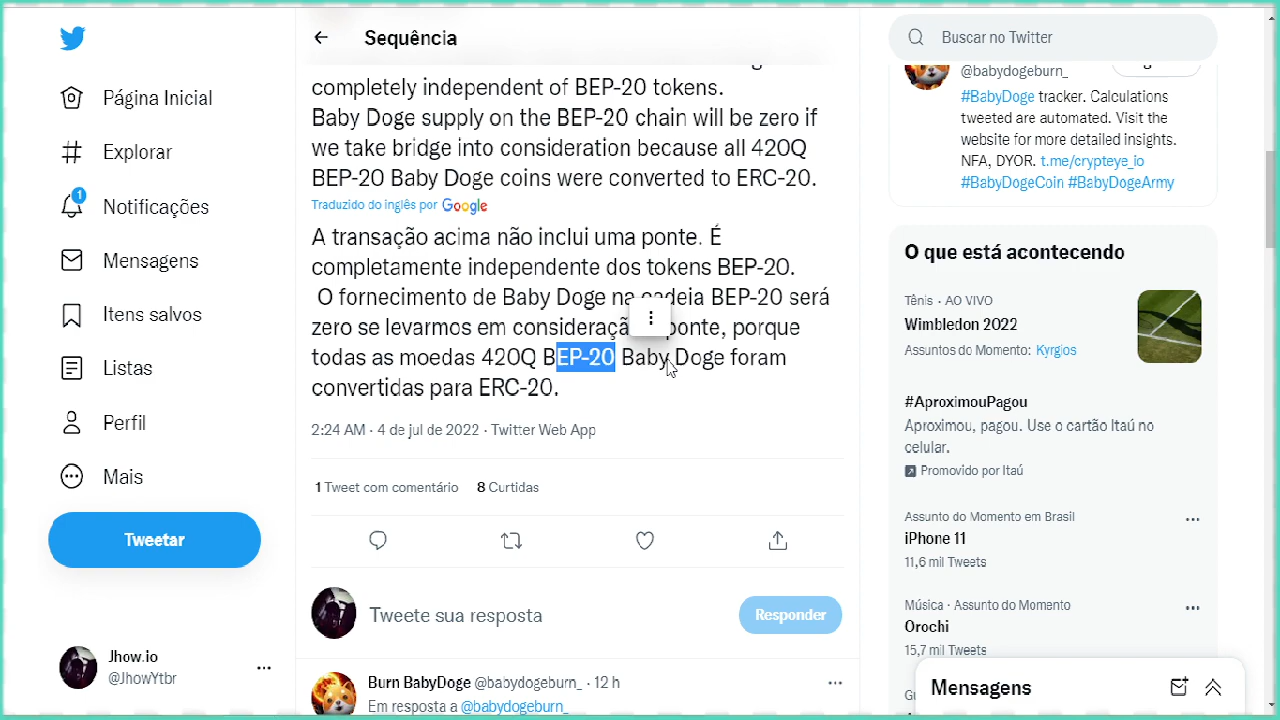 Sequência
Buscar no Twitter
Página Inicial
Explorar
1
Notificações
Mensagens
Itens salvos
Listas
Perfil
Mais
Tweetar
Jhow.io
@JhowYtbr
completely independent of BEP-20 tokens.
Baby Doge supply on the BEP-20 chain will be zero if
we take bridge into consideration because all 420Q
BEP-20 Baby Doge coins were converted to ERC-20.
Traduzido do inglês por Google
A transação acima não inclui uma ponte. É
completamente independente dos tokens BEP-20.
O fornecimento de Baby Doge na cadeia BEP-20 será
zero se levarmos em consideração ponte, porque
todas as moedas 420Q BEP-20 Baby Doge foram
convertidas para ERC-20.
2:24 AM · 4 de jul de 2022 · Twitter Web App
1 Tweet com comentário 8 Curtidas
Tweete sua resposta
Responder
Burn BabyDoge @babydogeburn_ · 12 h
Em resposta a @babydogeburn_
@babydogeburn_
#BabyDoge tracker. Calculations
tweeted are automated. Visit the
website for more detailed insights.
NFA, DYOR. t.me/crypteye_io
#BabyDogeCoin #BabyDogeArmy
O que está acontecendo
Tênis · AO VIVO
Wimbledon 2022
Assuntos do Momento: Kyrgios
#AproximouPagou
Aproximou, pagou. Use o cartão Itaú no
celular.
Promovido por Itaú
Assunto do Momento em Brasil
iPhone 11
11,6 mil Tweets
Música · Assunto do Momento
Orochi
15,7 mil Tweets
Mensagens